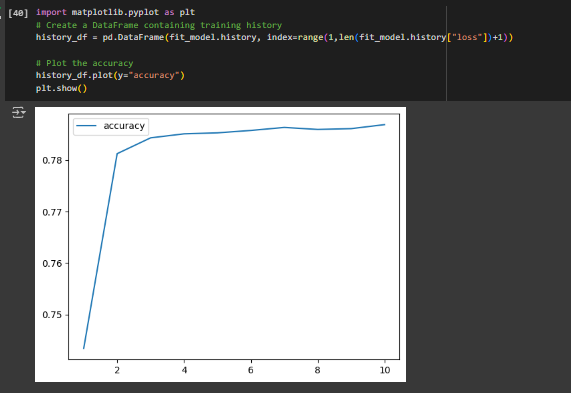 [40] import matplotlib.pyplot as plt
# Create a DataFrame containing training history
history_df = pd.DataFrame(fit_model.history, index=range(1,len(fit_model.history["loss"])+1))
# Plot the accuracy
history_df.plot(y="accuracy")
plt.show()
accuracy
0.78
0.77
0.76
0.75
2 4 6 8 10